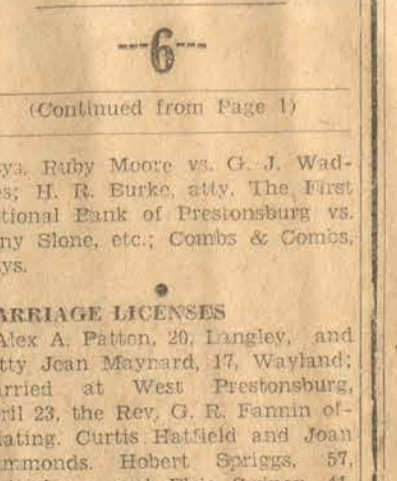 ---6---
(Continued from Page 1)
ys. Ruby Moore vs. G. J. Wad-
s; H. R. Burke, atty. The First
tional Bank of Prestonsburg vs.
ny Slone, etc.; Combs & Combs,
ys.
ARRIAGE LICENSES
Alex A. Patton, 20, Langley, and
tty Jean Maynard, 17, Wayland;
arried at West Prestonsburg,
ril 23, the Rev. G. R. Fannin of-
iating. Curtis Hatfield and Joan
mmonds. Hobert Spriggs, 57,